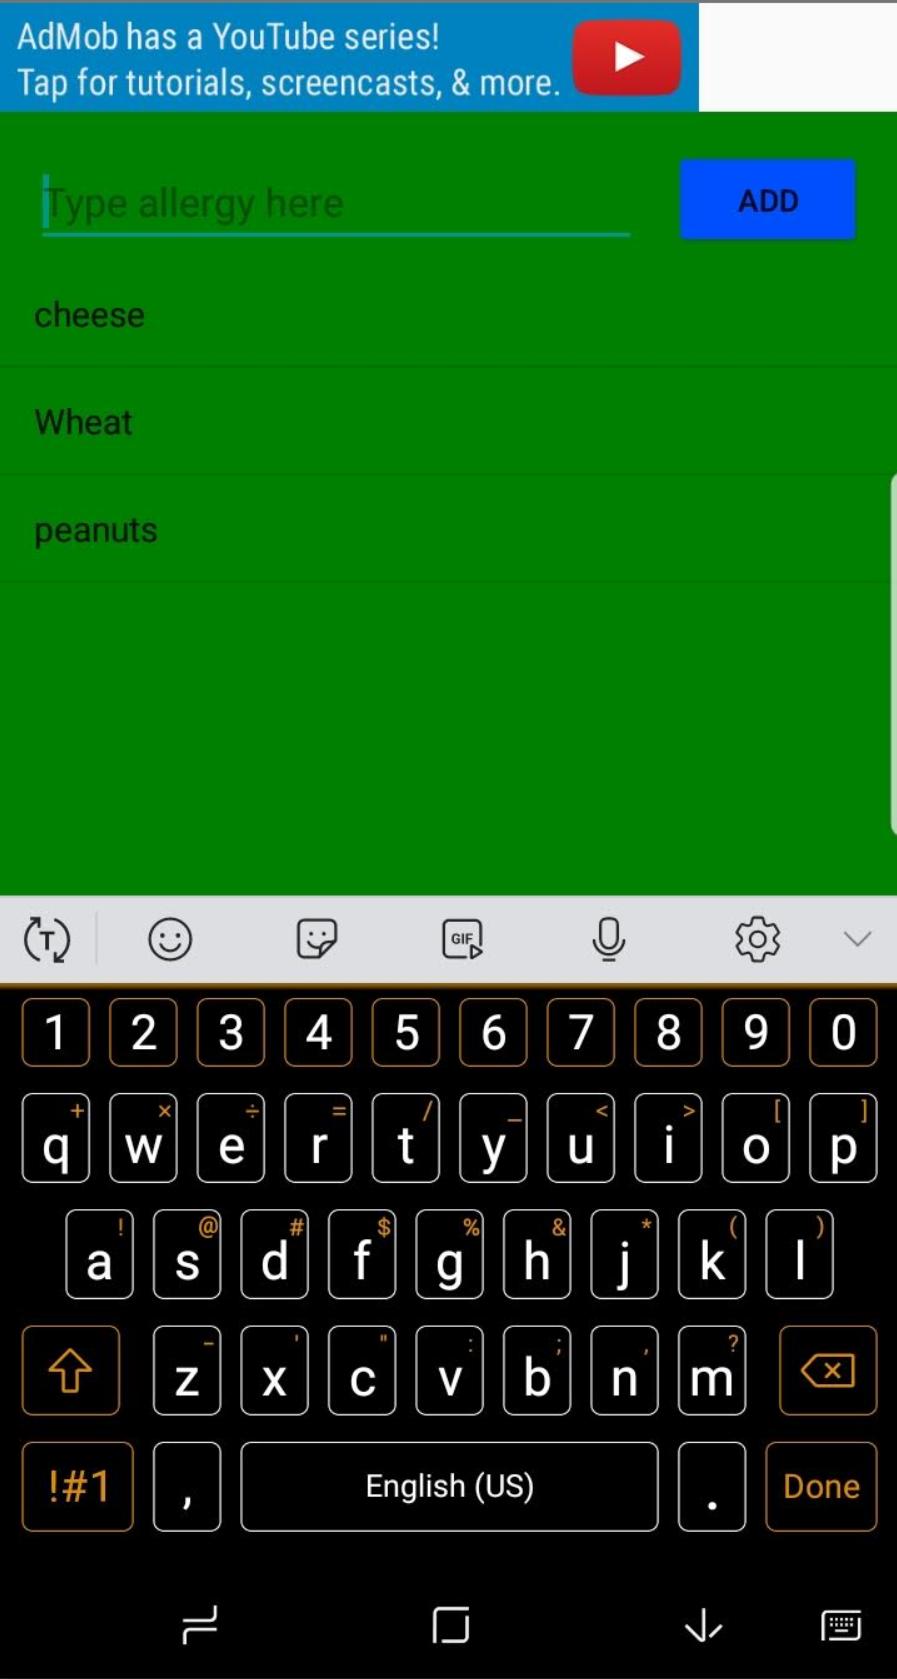 AdMob has a YouTube series!
Tap for tutorials, screencasts, & more.
Type allergy here
ADD
cheese
Wheat
peanuts
T GIF
1 2 3 4 5 6 7 8 9 0
+ × ÷ = / _ < > [ ]
q w e r t y u i o p
! @ # $ % & * ( )
a s d f g h j k l
- ' " : ; , ?
z x c v b n m
!#1 , English (US) . Done